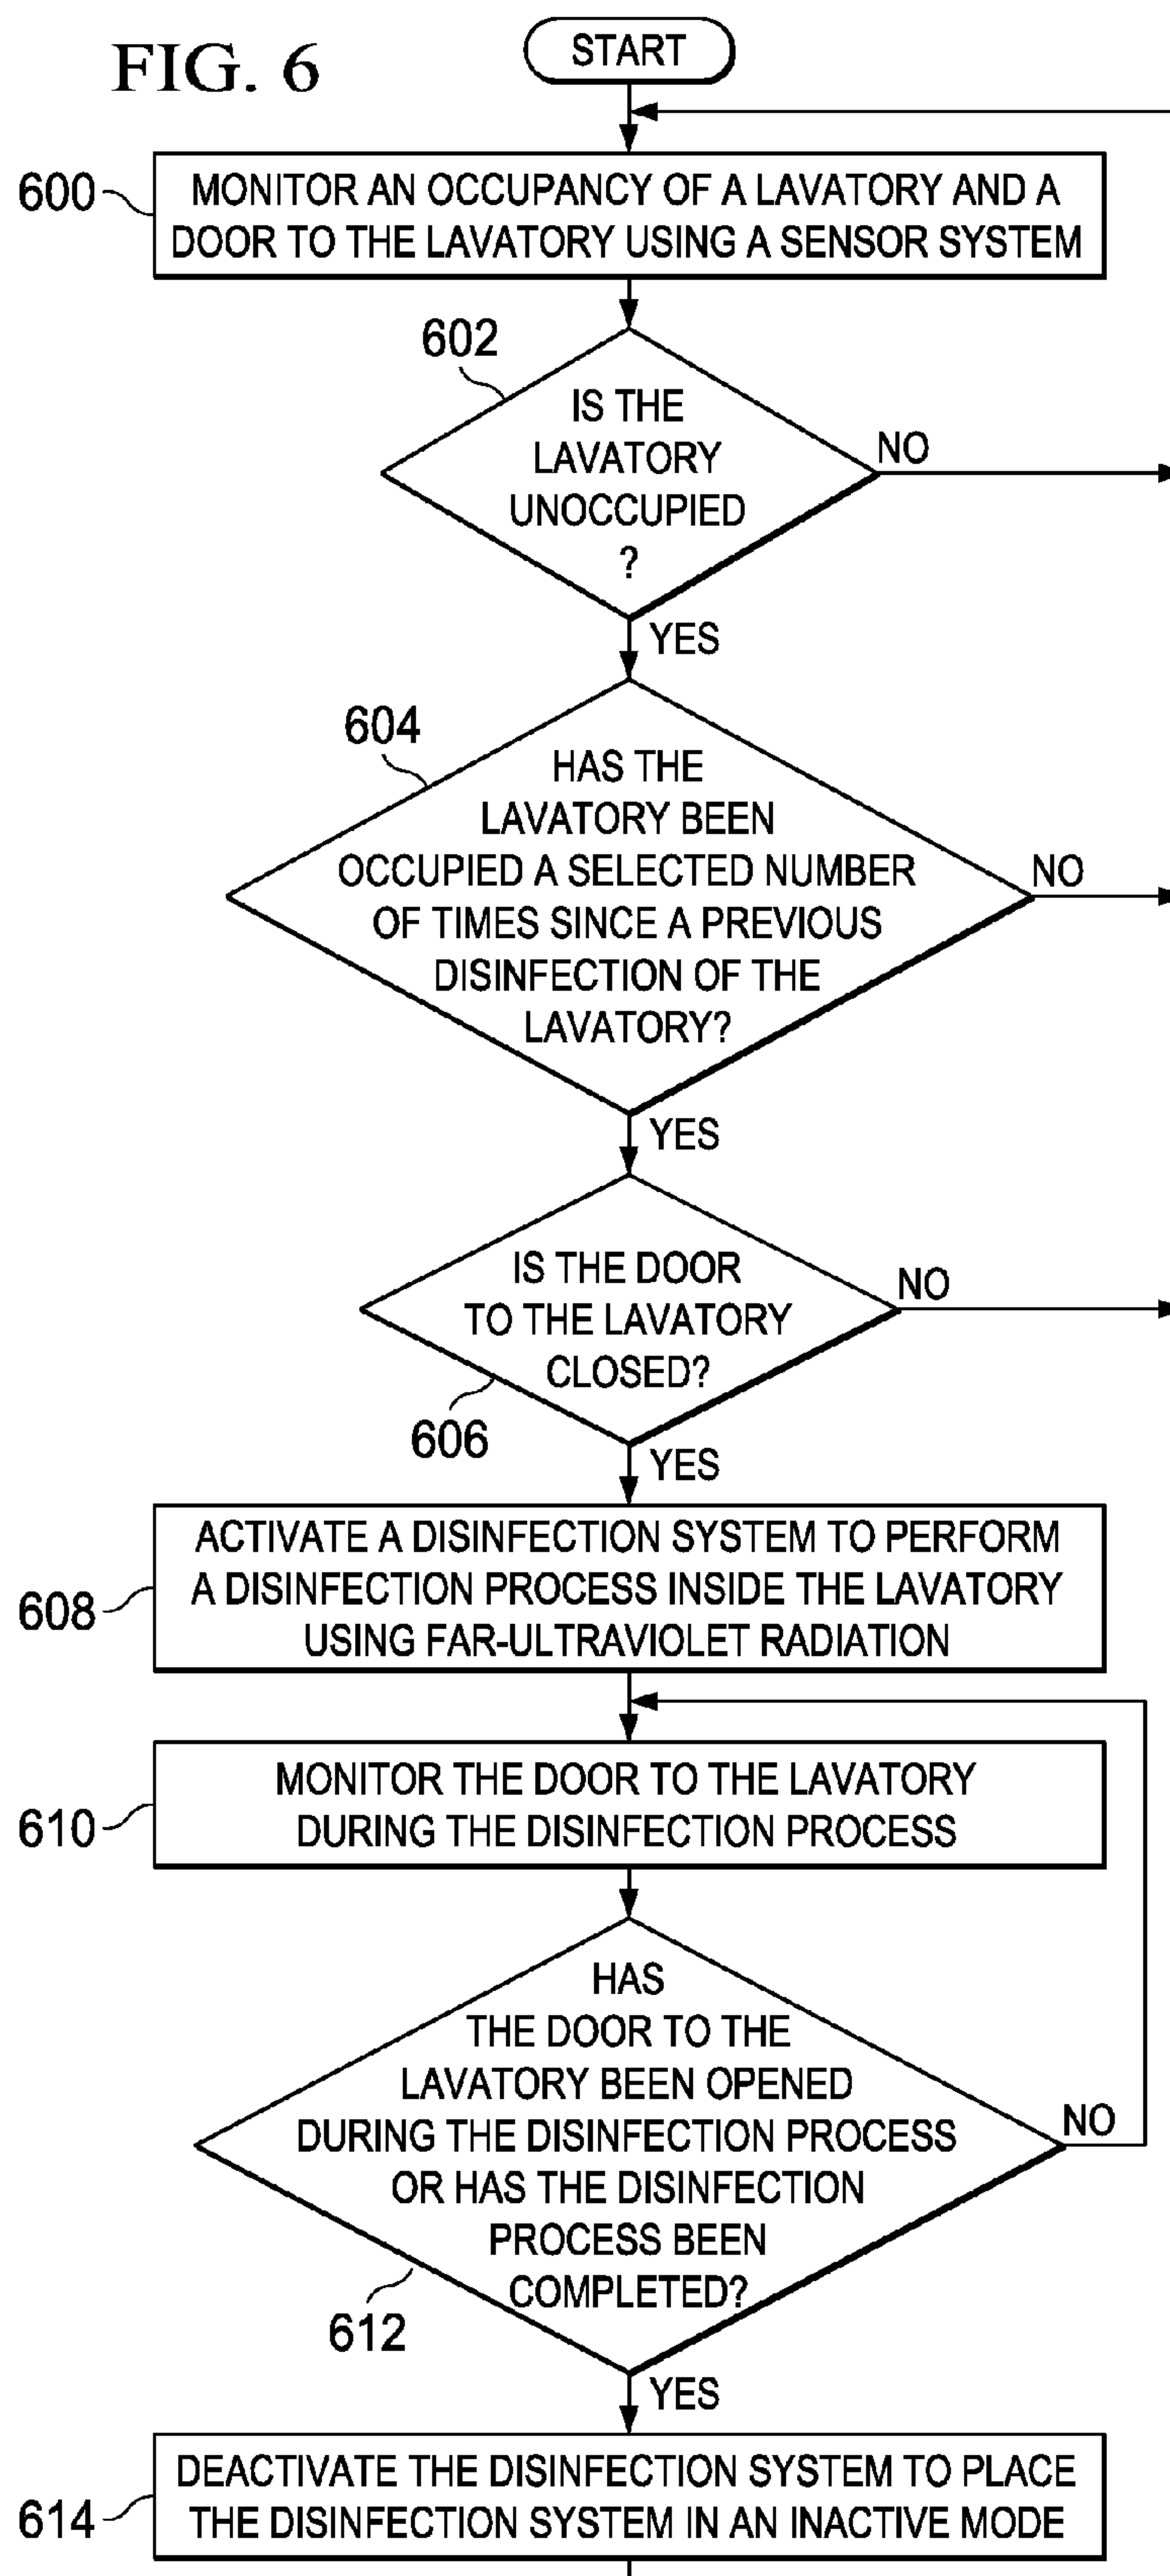 FIG. 6
START
600
MONITOR AN OCCUPANCY OF A LAVATORY AND A
DOOR TO THE LAVATORY USING A SENSOR SYSTEM
602
IS THE
LAVATORY
UNOCCUPIED
?
NO
YES
604
HAS THE
LAVATORY BEEN
OCCUPIED A SELECTED NUMBER
OF TIMES SINCE A PREVIOUS
DISINFECTION OF THE
LAVATORY?
NO
YES
IS THE DOOR
TO THE LAVATORY
CLOSED?
NO
606
YES
608
ACTIVATE A DISINFECTION SYSTEM TO PERFORM
A DISINFECTION PROCESS INSIDE THE LAVATORY
USING FAR-ULTRAVIOLET RADIATION
610
MONITOR THE DOOR TO THE LAVATORY
DURING THE DISINFECTION PROCESS
HAS
THE DOOR TO THE
LAVATORY BEEN OPENED
DURING THE DISINFECTION PROCESS
OR HAS THE DISINFECTION
PROCESS BEEN
COMPLETED?
NO
612
YES
614
DEACTIVATE THE DISINFECTION SYSTEM TO PLACE
THE DISINFECTION SYSTEM IN AN INACTIVE MODE